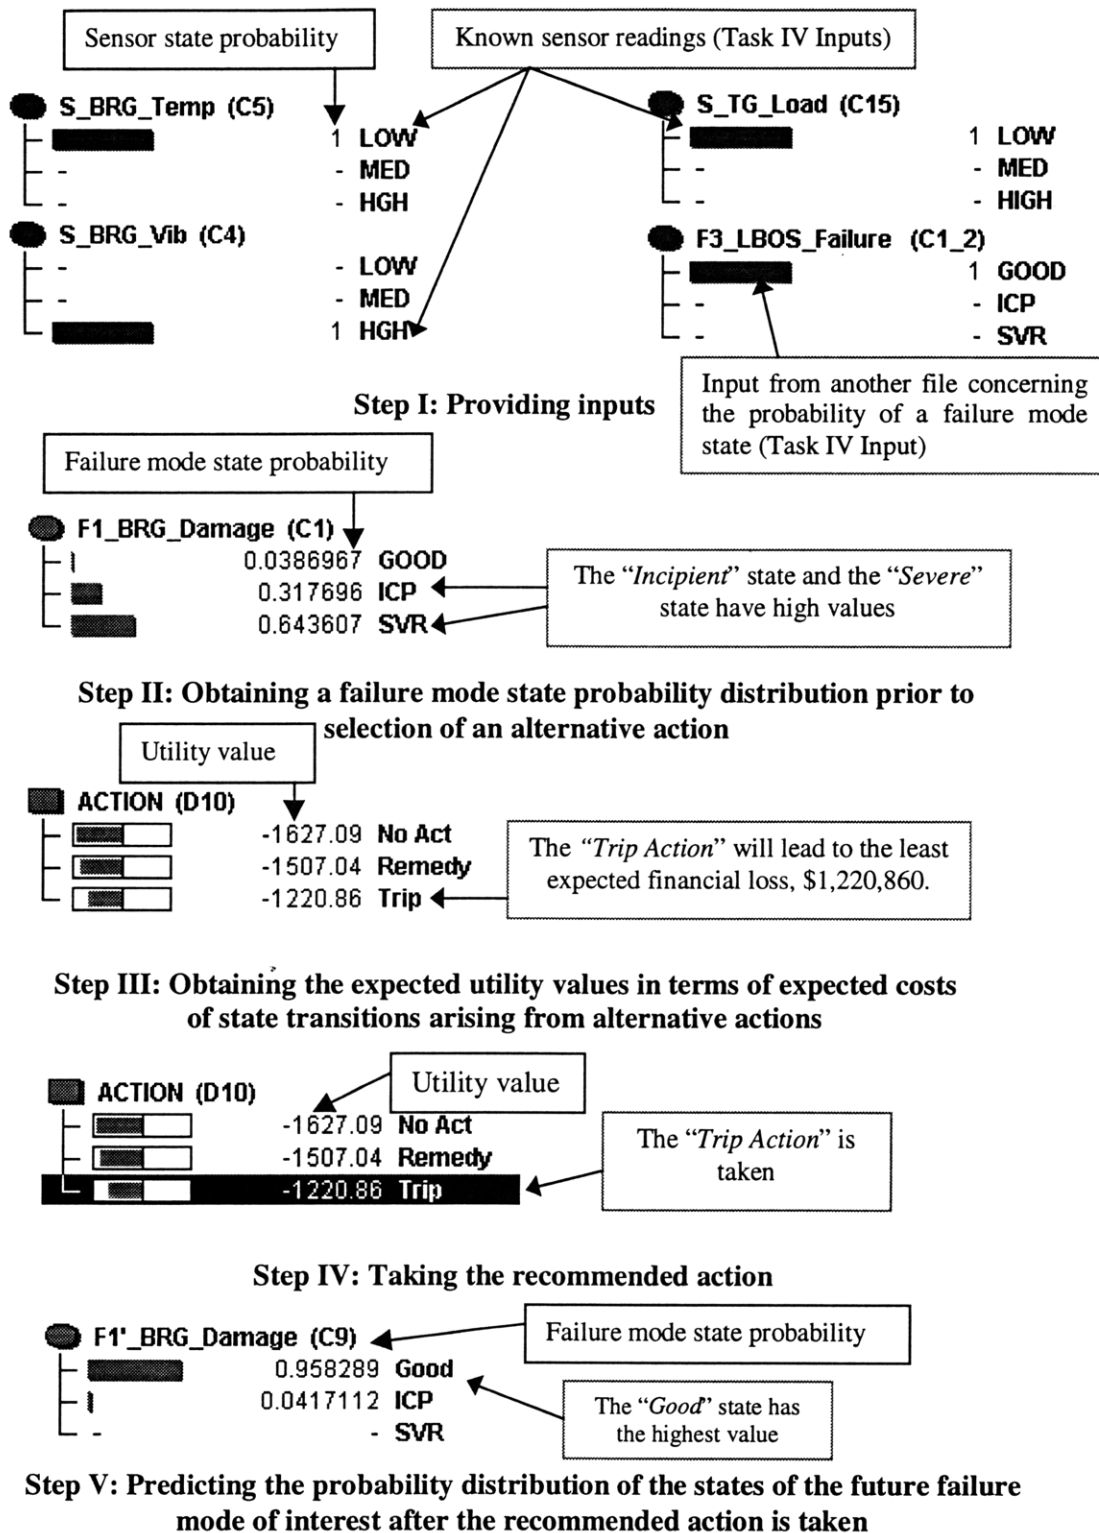 Sensor state probability
Known sensor readings (Task IV Inputs)
S_BRG_Temp (C5)
1 LOW
- - MED
- - HGH
S_BRG_Vib (C4)
- - LOW
- - MED
1 HGH
S_TG_Load (C15)
1 LOW
- - MED
- - HIGH
F3_LBOS_Failure (C1_2)
1 GOOD
- - ICP
- - SVR
Input from another file concerning
the probability of a failure mode
state (Task IV Input)
Step I: Providing inputs
Failure mode state probability
F1_BRG_Damage (C1)
0.0386967 GOOD
0.317696 ICP
0.643607 SVR
The “Incipient” state and the “Severe”
state have high values
Step II: Obtaining a failure mode state probability distribution prior to
selection of an alternative action
Utility value
ACTION (D10)
-1627.09 No Act
-1507.04 Remedy
-1220.86 Trip
The “Trip Action” will lead to the least
expected financial loss, $1,220,860.
Step III: Obtaining the expected utility values in terms of expected costs
of state transitions arising from alternative actions
Utility value
ACTION (D10)
-1627.09 No Act
-1507.04 Remedy
-1220.86 Trip
The “Trip Action” is
taken
Step IV: Taking the recommended action
F1'_BRG_Damage (C9)
0.958289 Good
0.0417112 ICP
- - SVR
Failure mode state probability
The “Good” state has
the highest value
Step V: Predicting the probability distribution of the states of the future failure
mode of interest after the recommended action is taken